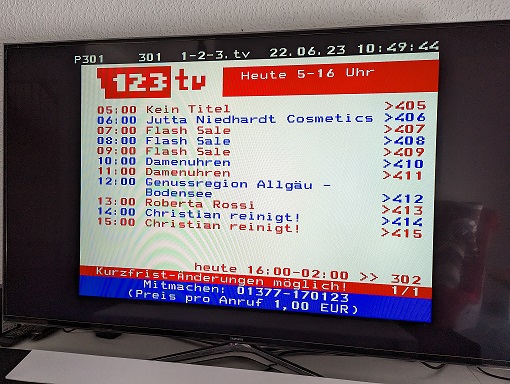 P301 301 1-2-3.tv 22.06.23 10:49:44
123tv Heute 5-16 Uhr
05:00 Kein Titel >405
06:00 Jutta Niedhardt Cosmetics >406
07:00 Flash Sale >407
08:00 Flash Sale >408
09:00 Flash Sale >409
10:00 Damenuhren >410
11:00 Damenuhren >411
12:00 Genussregion Allgäu -
Bodensee >412
13:00 Roberta Rossi >413
14:00 Christian reinigt! >414
15:00 Christian reinigt! >415
heute 16:00-02:00 >> 302
Kurzfrist-Änderungen möglich! 1/1
Mitmachen: 01377-170123
(Preis pro Anruf 1,00 EUR)